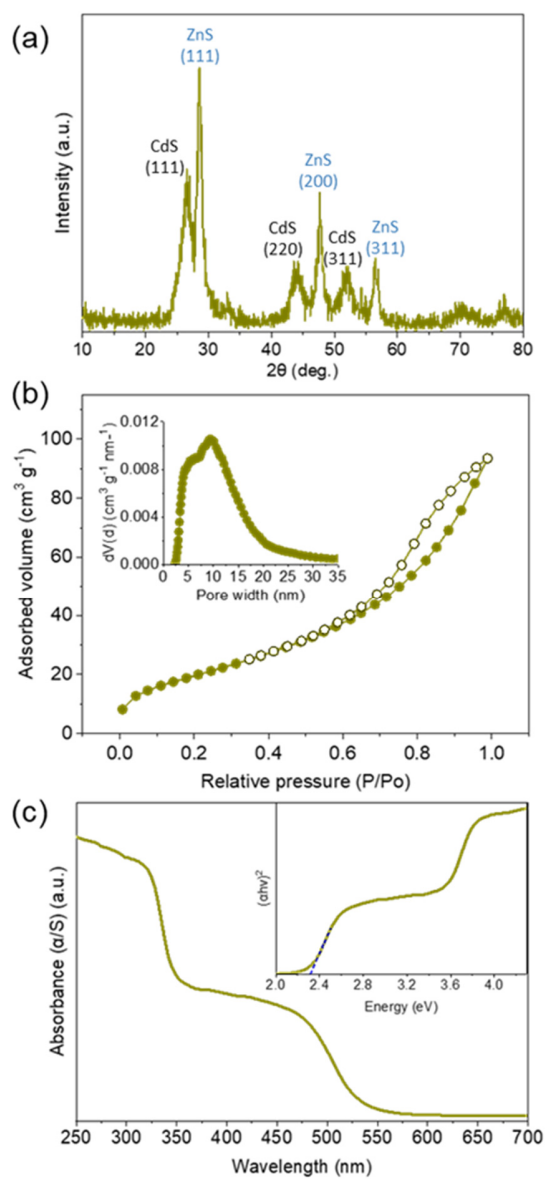 (a)
ZnS
(111)
CdS
(111)
ZnS
(200)
CdS
(220)
CdS
(311)
ZnS
(311)
Intensity (a.u.)
10 20 30 40 50 60 70 80
2θ (deg.)
(b)
100
80
60
40
20
0
Adsorbed volume (cm³ g⁻¹)
0.012
0.008
0.004
0.000
dV(d) (cm³ g⁻¹ nm-1)
0 5 10 15 20 25 30 35
Pore width (nm)
0.0 0.2 0.4 0.6 0.8 1.0
Relative pressure (P/Po)
(c)
Absorbance (α/S) (a.u.)
(αhν)²
2.0 2.4 2.8 3.2 3.6 4.0
Energy (eV)
250 300 350 400 450 500 550 600 650 700
Wavelength (nm)